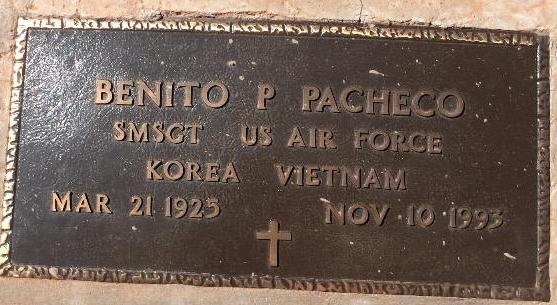 BENITO P PACHECO
SMSGT US AIR FORCE
KOREA VIETNAM
MAR 21 1925 NOV 10 1993